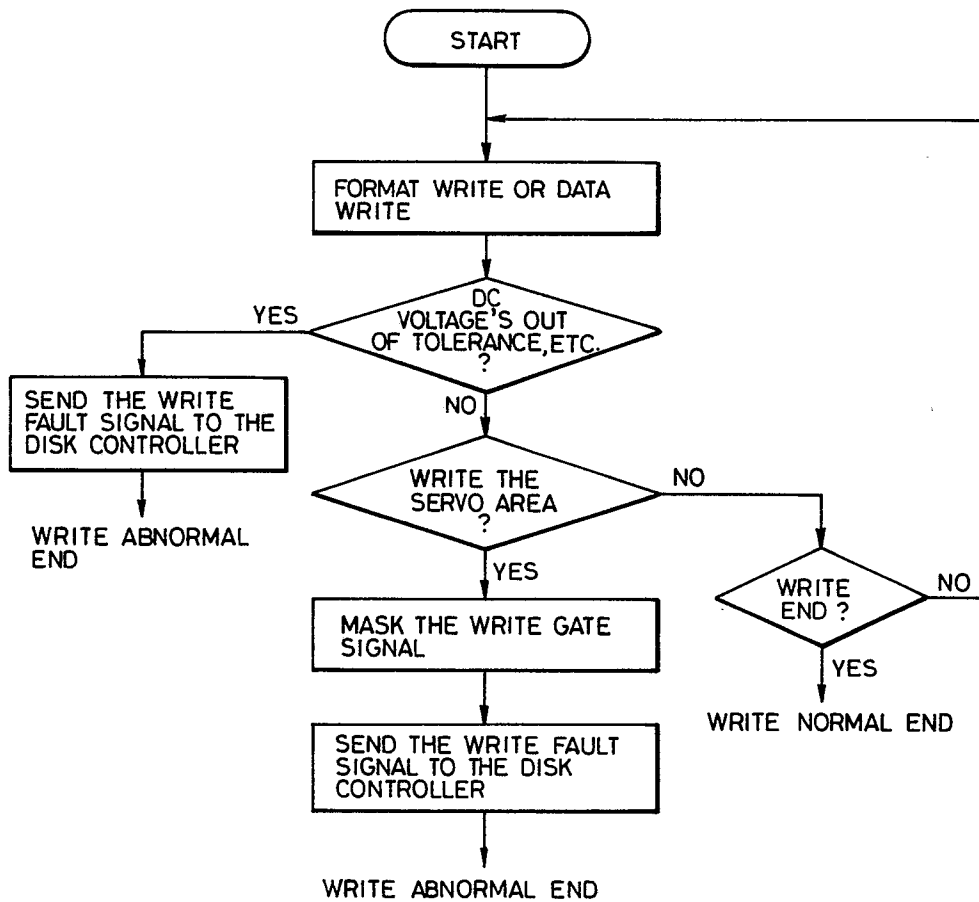 START
FORMAT WRITE OR DATA
WRITE
DC
VOLTAGE'S OUT
OF TOLERANCE,ETC.
?
YES
NO
SEND THE WRITE
FAULT SIGNAL TO THE
DISK CONTROLLER
WRITE ABNORMAL
END
WRITE THE
SERVO AREA
?
NO
YES
WRITE
END ?
NO
YES
WRITE NORMAL END
MASK THE WRITE GATE
SIGNAL
SEND THE WRITE FAULT
SIGNAL TO THE DISK
CONTROLLER
WRITE ABNORMAL END